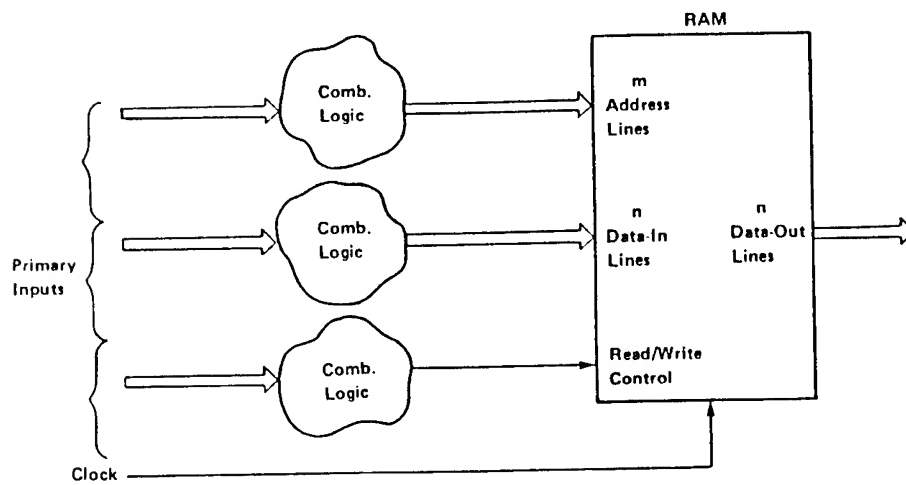 RAM
Comb.
Logic
m
Address
Lines
Comb.
Logic
n
Data-In
Lines
n
Data-Out
Lines
Primary
Inputs
Comb.
Logic
Read/Write
Control
Clock